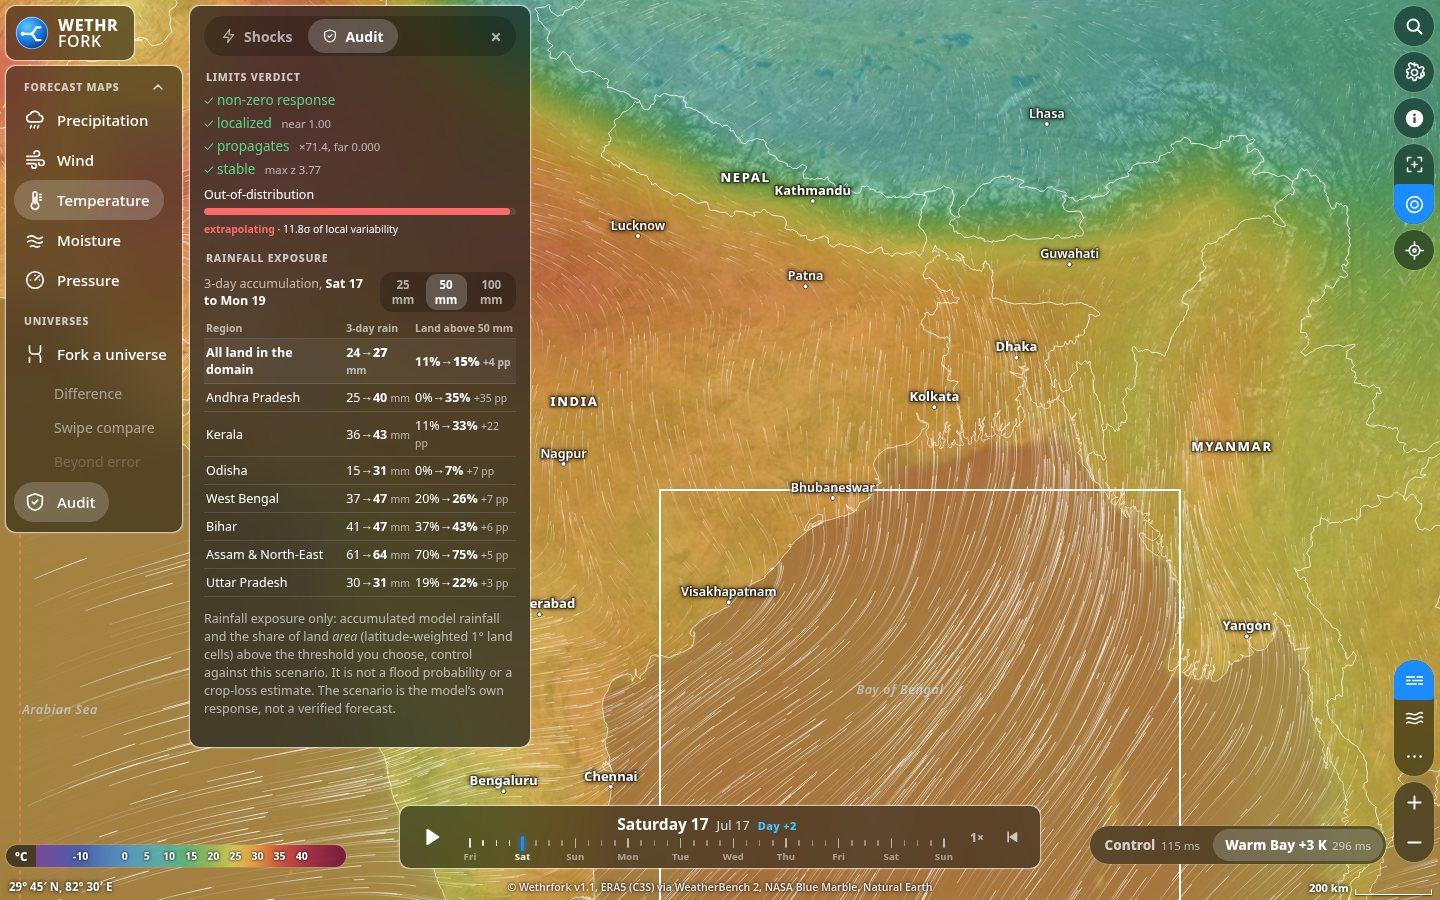 WETHR
FORK
FORECAST MAPS
Precipitation
Wind
Temperature
Moisture
Pressure
UNIVERSES
Fork a universe
Difference
Swipe compare
Beyond error
Audit
Shocks
Audit
×
LIMITS VERDICT
✓ non-zero response
✓ localized near 1.00
✓ propagates ×71.4, far 0.000
✓ stable max z 3.77
Out-of-distribution
extrapolating · 11.8σ of local variability
RAINFALL EXPOSURE
3-day accumulation, Sat 17
to Mon 19
25
mm
50
mm
100
mm
Region 3-day rain Land above 50 mm
All land in the
domain
24→27
mm
11%→15% +4 pp
Andhra Pradesh 25→40 mm 0%→35% +35 pp
Kerala 36→43 mm 11%→33% +22
pp
Odisha 15→31 mm 0%→7% +7 pp
West Bengal 37→47 mm 20%→26% +7 pp
Bihar 41→47 mm 37%→43% +6 pp
Assam & North-East 61→64 mm 70%→75% +5 pp
Uttar Pradesh 30→31 mm 19%→22% +3 pp
Rainfall exposure only: accumulated model rainfall
and the share of land area (latitude-weighted 1° land
cells) above the threshold you choose, control
against this scenario. It is not a flood probability or a
crop-loss estimate. The scenario is the model's own
response, not a verified forecast.
Lhasa
NEPAL
Kathmandu
Lucknow
Guwahati
Patna
Dhaka
Kolkata
INDIA
MYANMAR
Nagpur
Bhubaneswar
Visakhapatnam
erabad
Yangon
Bay of Bengal
Arabian Sea
Bengaluru
Chennai
Saturday 17 Jul 17 Day +2
1×
Fri Sat Sun Mon Tue Wed Thu Fri Sat Sun
Control 115 ms
Warm Bay +3 K 296 ms
°C -10 0 5 10 15 20 25 30 35 40
29° 45′ N, 82° 30′ E
© Wethrfork v1.1, ERA5 (C3S) via WeatherBench 2, NASA Blue Marble, Natural Earth
200 km